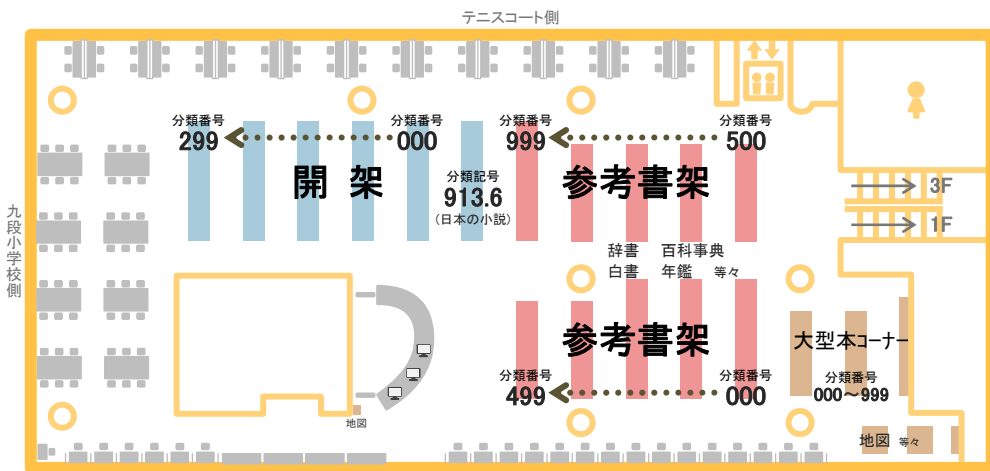 テニスコート側
九段小学校側
分類番号
299
分類番号
000
開 架
分類記号
913.6
(日本の小説)
分類番号
999
分類番号
500
参考書架
辞書 百科事典
白書 年鑑 等々
参考書架
分類番号
499
分類番号
000
3F
1F
大型本コーナー
分類番号
000～999
地図 等々
地図